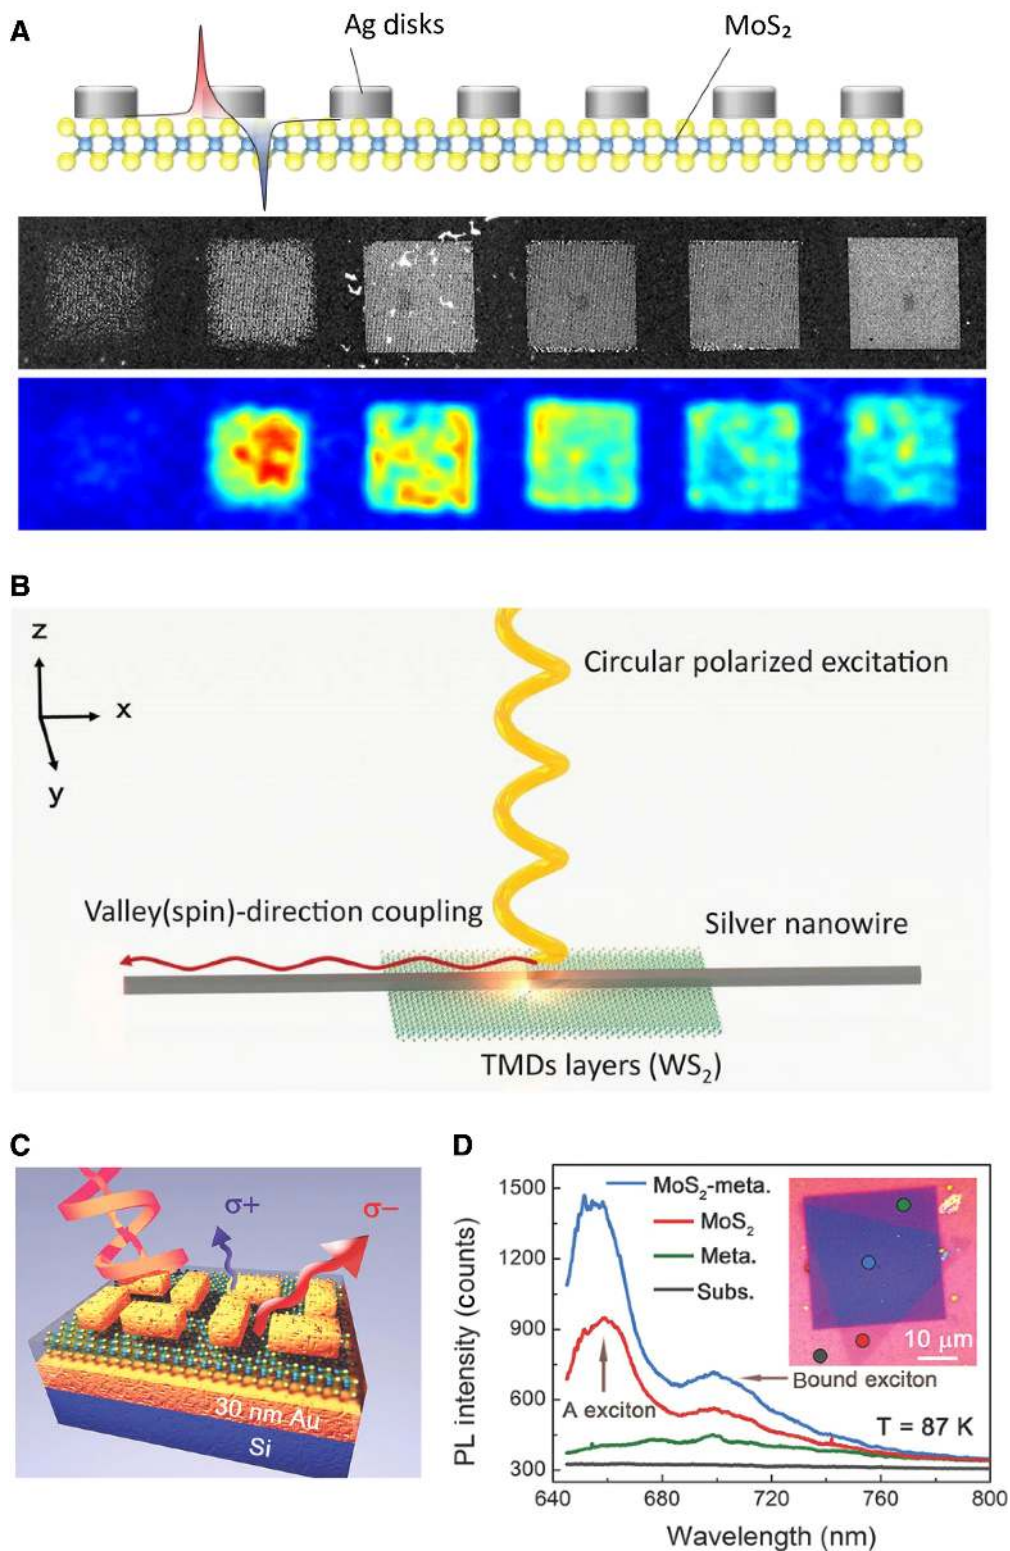 A
Ag disks
MoS₂
B
z
x
y
Circular polarized excitation
Valley(spin)-direction coupling
Silver nanowire
TMDs layers (WS₂)
C
σ+
σ−
30 nm Au
Si
D
PL intensity (counts)
1500
1200
900
600
300
MoS₂-meta.
MoS₂
Meta.
Subs.
10 μm
A exciton
Bound exciton
T = 87 K
640
680
720
760
800
Wavelength (nm)